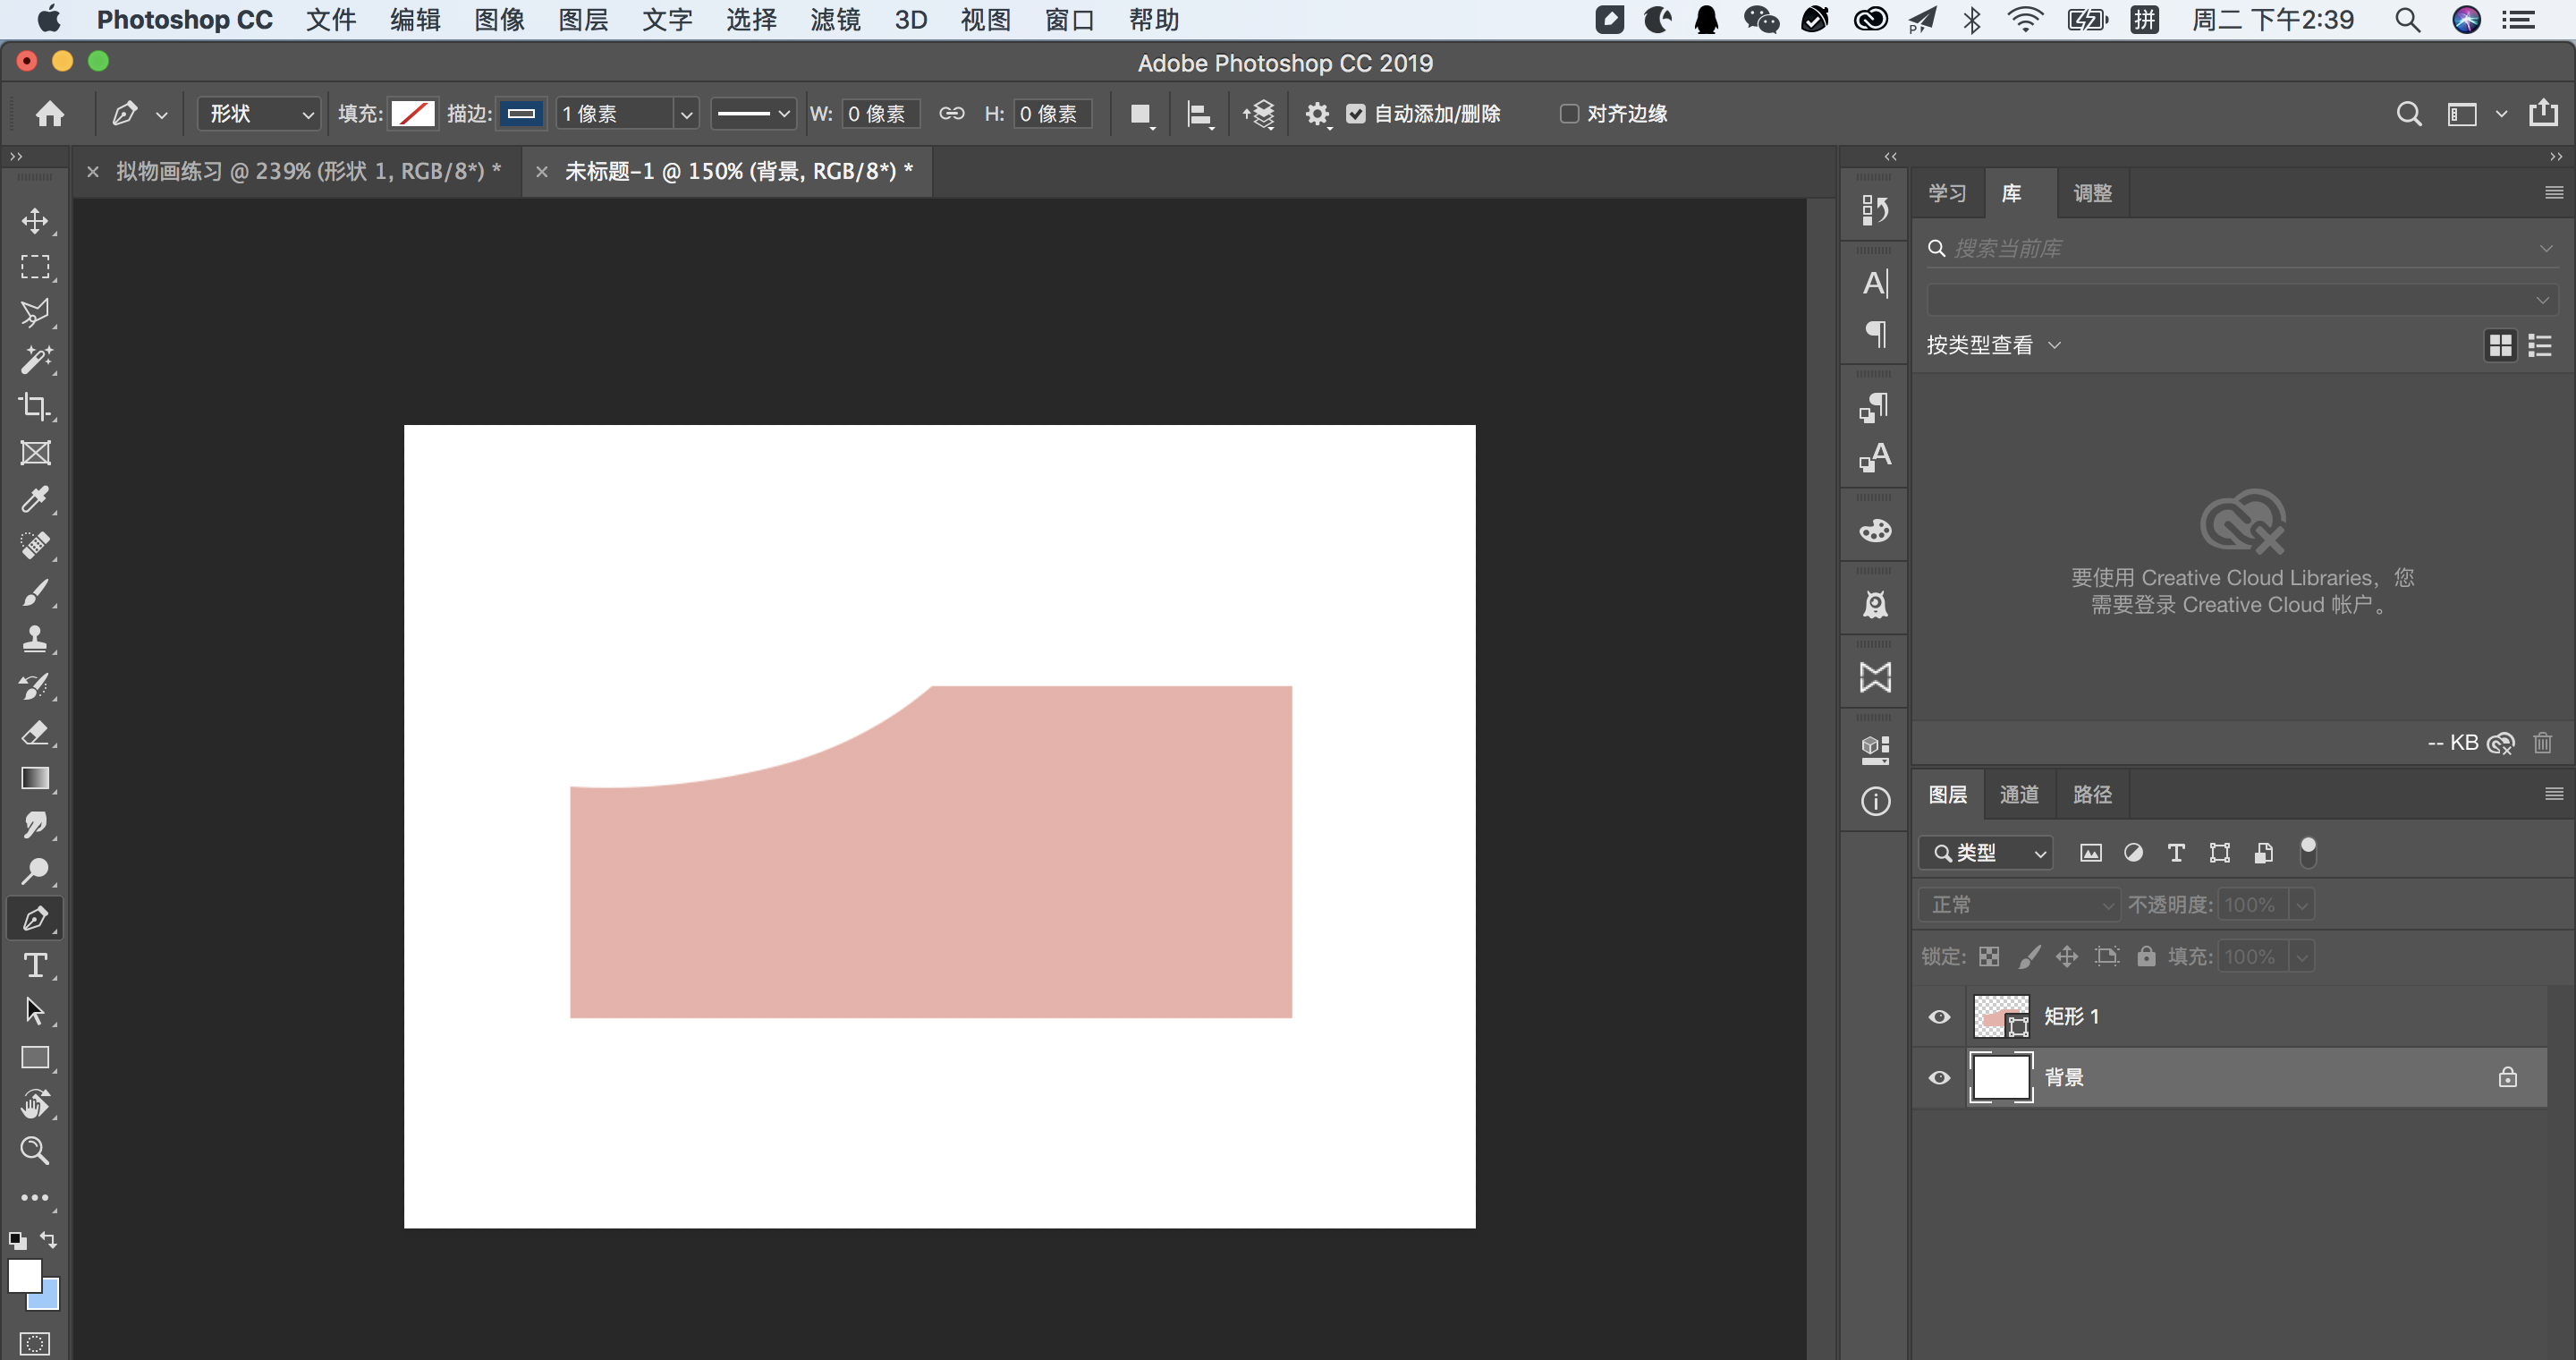 Photoshop CC 文件 编辑 图像 图层 文字 选择 滤镜 3D 视图 窗口 帮助 拼 周二 下午2:39
Adobe Photoshop CC 2019
形状 填充: 描边: 1 像素 W: 0 像素 H: 0 像素 自动添加/删除 对齐边缘
拟物画练习 @ 239% (形状 1, RGB/8*) *
未标题-1 @ 150% (背景, RGB/8*) *
学习 库 调整
搜索当前库
按类型查看
要使用 Creative Cloud Libraries, 您
需要登录 Creative Cloud 帐户。
-- KB
图层 通道 路径
类型
正常 不透明度: 100%
锁定: 填充: 100%
矩形 1
背景